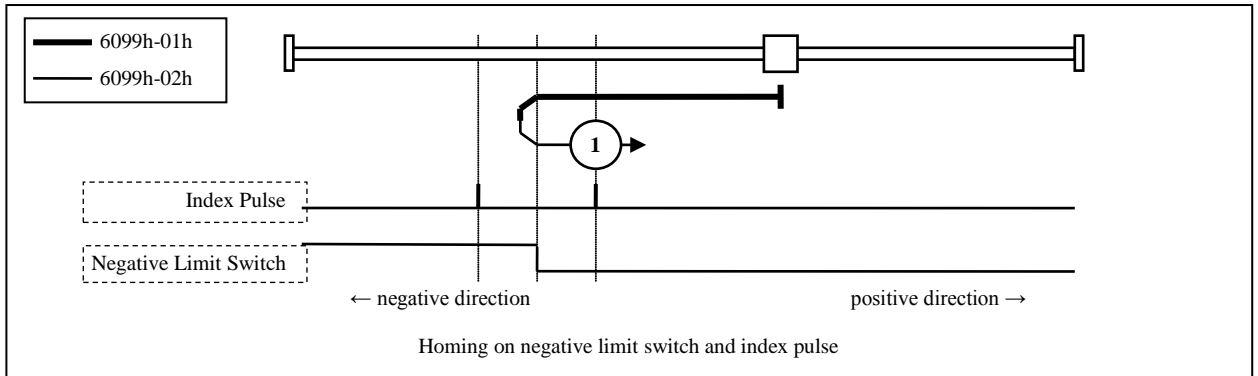 6099h-01h
6099h-02h
1
Index Pulse
Negative Limit Switch
← negative direction
positive direction →
Homing on negative limit switch and index pulse